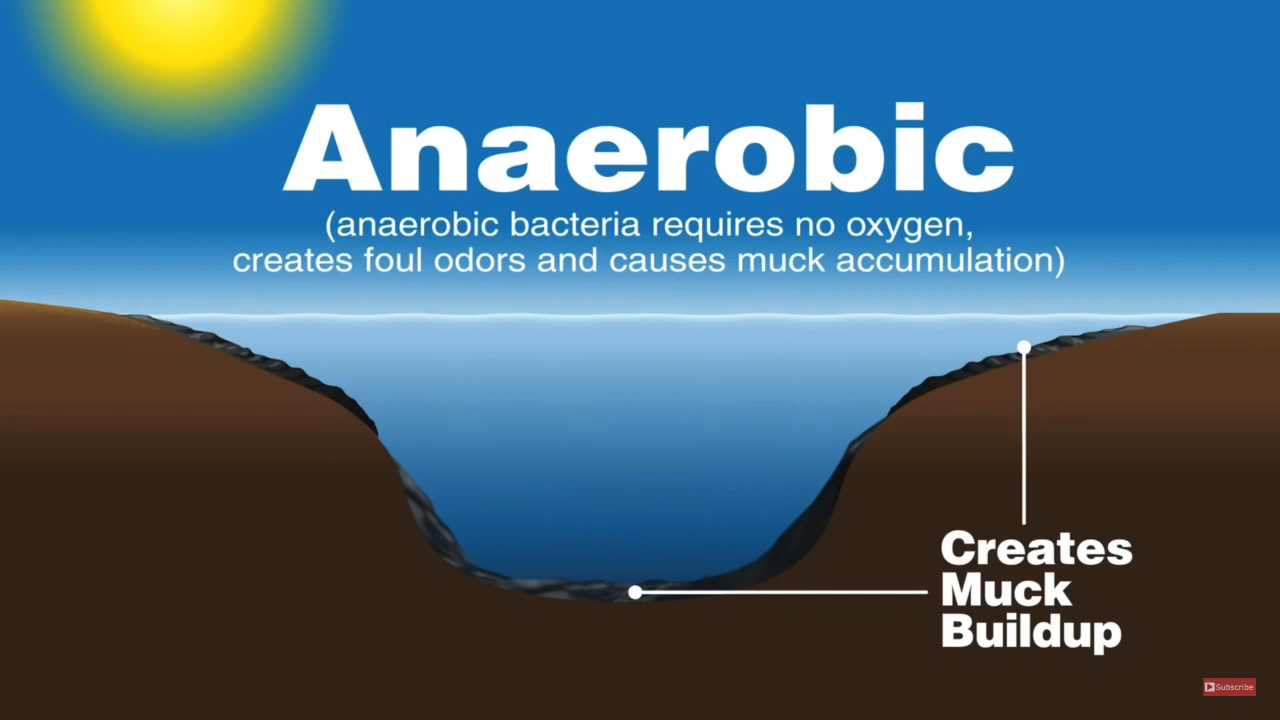 Anaerobic
(anaerobic bacteria requires no oxygen,
creates foul odors and causes muck accumulation)
Creates
Muck
Buildup
Subscribe